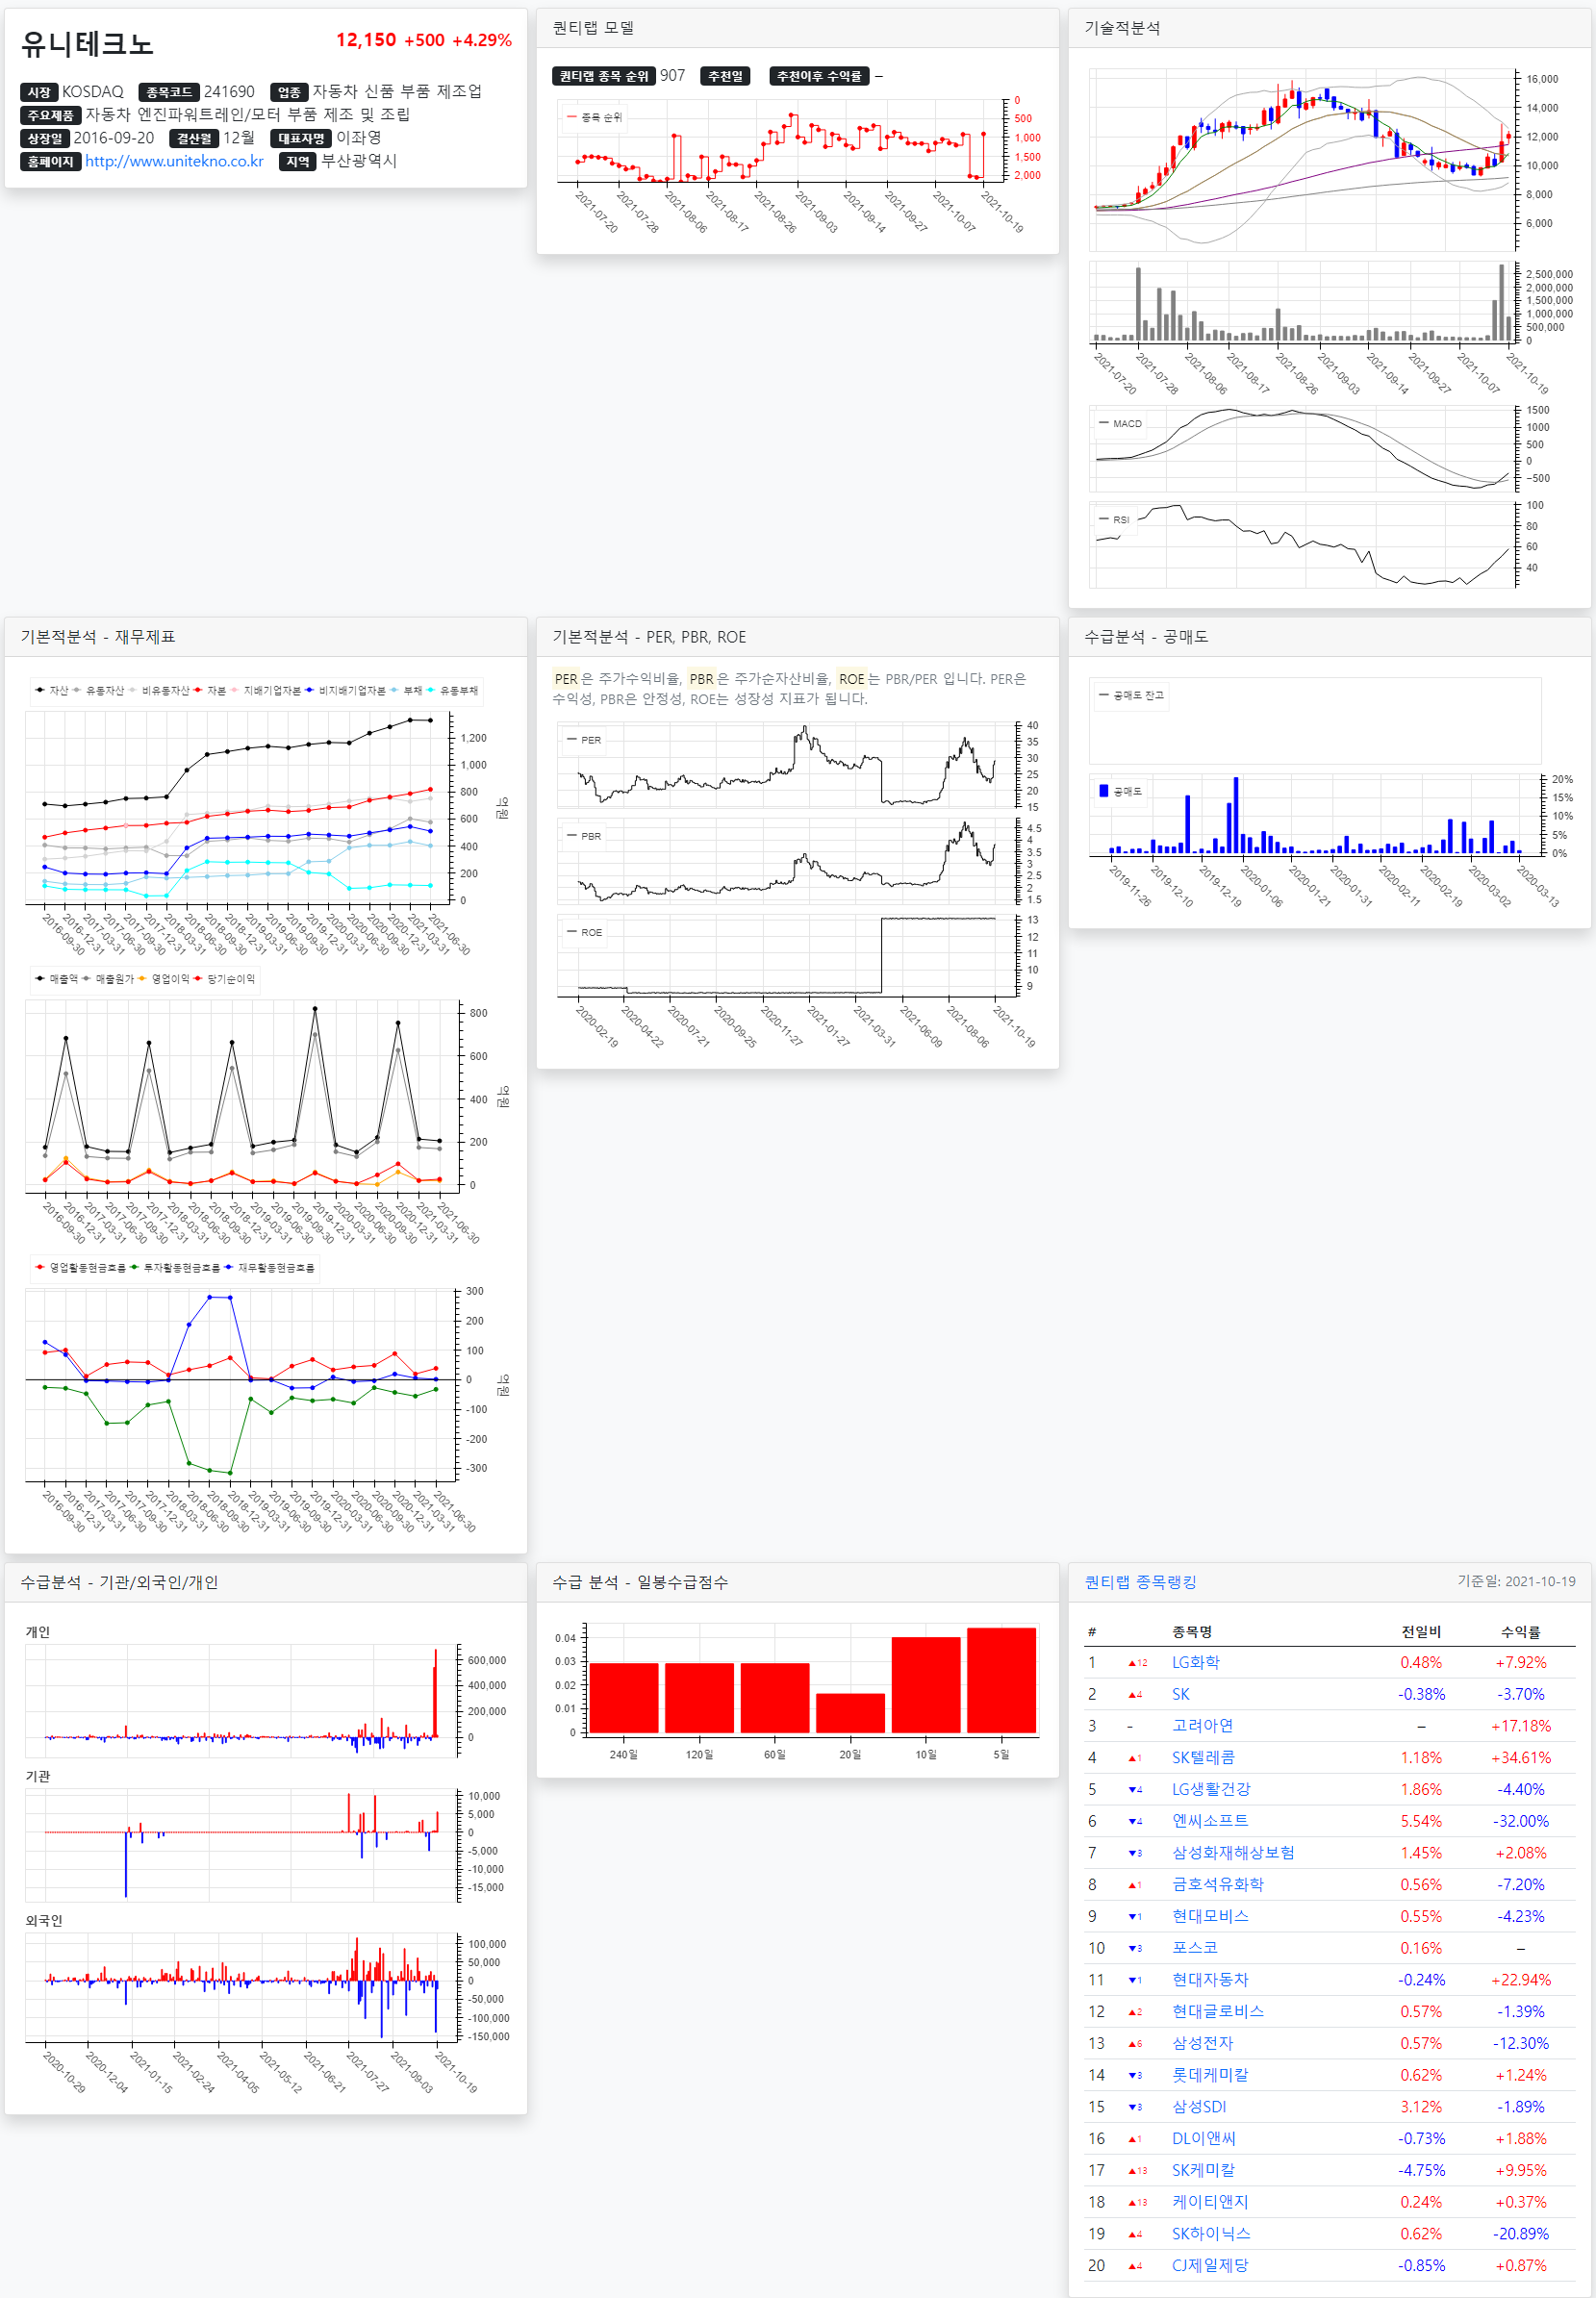 유니테크노
12,150 +500 +4.29%
시장 KOSDAQ 종목코드 241690 업종 자동차 신품 부품 제조업
주요제품 자동차 엔진파워트레인/모터 부품 제조 및 조립
상장일 2016-09-20 결산월 12월 대표자명 이좌영
홈페이지 http://www.unitekno.co.kr 지역 부산광역시
퀀티랩 모델
퀀티랩 종목 순위 907 추천일 추천이후 수익률 –
종목 순위
0
500
1,000
1,500
2,000
2021-07-20 2021-07-28 2021-08-06 2021-08-17 2021-08-26 2021-09-03 2021-09-14 2021-09-27 2021-10-07 2021-10-19
기술적분석
16,000
14,000
12,000
10,000
8,000
6,000
2,500,000
2,000,000
1,500,000
1,000,000
500,000
0
2021-07-20 2021-07-28 2021-08-06 2021-08-17 2021-08-26 2021-09-03 2021-09-14 2021-09-27 2021-10-07 2021-10-19
MACD
1500
1000
500
0
−500
RSI
100
80
60
40
기본적분석 - 재무제표
자산 유동자산 비유동자산 자본 지배기업자본 비지배기업자본 부채 유동부채
1,200
1,000
800
600
400
200
0
억원
2016-09-30 2016-12-31 2017-03-31 2017-06-30 2017-09-30 2017-12-31 2018-03-31 2018-06-30 2018-09-30 2018-12-31 2019-03-31 2019-06-30 2019-09-30 2019-12-31 2020-03-31 2020-06-30 2020-09-30 2020-12-31 2021-03-31 2021-06-30
매출액 매출원가 영업이익 당기순이익
800
600
400
200
0
억원
2016-09-30 2016-12-31 2017-03-31 2017-06-30 2017-09-30 2017-12-31 2018-03-31 2018-06-30 2018-09-30 2018-12-31 2019-03-31 2019-06-30 2019-09-30 2019-12-31 2020-03-31 2020-06-30 2020-09-30 2020-12-31 2021-03-31 2021-06-30
영업활동현금흐름 투자활동현금흐름 재무활동현금흐름
300
200
100
0
-100
-200
-300
억원
2016-09-30 2016-12-31 2017-03-31 2017-06-30 2017-09-30 2017-12-31 2018-03-31 2018-06-30 2018-09-30 2018-12-31 2019-03-31 2019-06-30 2019-09-30 2019-12-31 2020-03-31 2020-06-30 2020-09-30 2020-12-31 2021-03-31 2021-06-30
기본적분석 - PER, PBR, ROE
PER은 주가수익비율, PBR은 주가순자산비율, ROE는 PBR/PER 입니다. PER은
수익성, PBR은 안정성, ROE는 성장성 지표가 됩니다.
PER
40
35
30
25
20
15
PBR
4.5
4
3.5
3
2.5
2
1.5
ROE
13
12
11
10
9
2020-02-19 2020-04-22 2020-07-21 2020-09-25 2020-11-27 2021-01-27 2021-03-31 2021-06-09 2021-08-06 2021-10-19
수급분석 - 공매도
공매도 잔고
공매도
20%
15%
10%
5%
0%
2019-11-26 2019-12-10 2019-12-19 2020-01-06 2020-01-21 2020-01-31 2020-02-11 2020-02-19 2020-03-02 2020-03-13
수급분석 - 기관/외국인/개인
개인
600,000
400,000
200,000
0
기관
10,000
5,000
0
-5,000
-10,000
-15,000
외국인
100,000
50,000
0
-50,000
-100,000
-150,000
2020-10-29 2020-12-04 2021-01-15 2021-02-24 2021-04-05 2021-05-12 2021-06-21 2021-07-27 2021-09-03 2021-10-19
수급 분석 - 일봉수급점수
0.04
0.03
0.02
0.01
0
240일 120일 60일 20일 10일 5일
퀀티랩 종목랭킹 기준일: 2021-10-19
# 종목명 전일비 수익률
1 ▲12 LG화학 0.48% +7.92%
2 ▲4 SK -0.38% -3.70%
3 - 고려아연 – +17.18%
4 ▲1 SK텔레콤 1.18% +34.61%
5 ▼4 LG생활건강 1.86% -4.40%
6 ▼4 엔씨소프트 5.54% -32.00%
7 ▼3 삼성화재해상보험 1.45% +2.08%
8 ▲1 금호석유화학 0.56% -7.20%
9 ▼1 현대모비스 0.55% -4.23%
10 ▼3 포스코 0.16% –
11 ▼1 현대자동차 -0.24% +22.94%
12 ▲2 현대글로비스 0.57% -1.39%
13 ▲6 삼성전자 0.57% -12.30%
14 ▼3 롯데케미칼 0.62% +1.24%
15 ▼3 삼성SDI 3.12% -1.89%
16 ▲1 DL이앤씨 -0.73% +1.88%
17 ▲13 SK케미칼 -4.75% +9.95%
18 ▲13 케이티앤지 0.24% +0.37%
19 ▲4 SK하이닉스 0.62% -20.89%
20 ▲4 CJ제일제당 -0.85% +0.87%